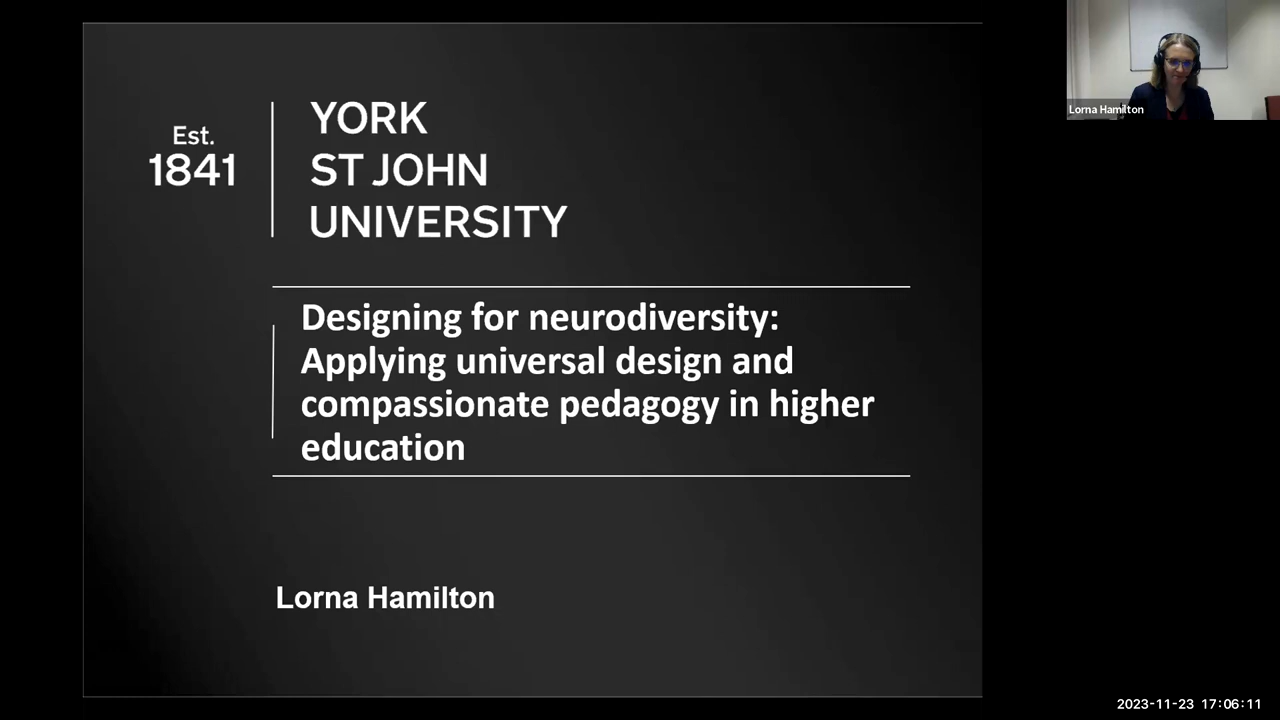 Est.
1841
YORK
ST JOHN
UNIVERSITY
Designing for neurodiversity:
Applying universal design and
compassionate pedagogy in higher
education
Lorna Hamilton
Lorna Hamilton
2023-11-23 17:06:11